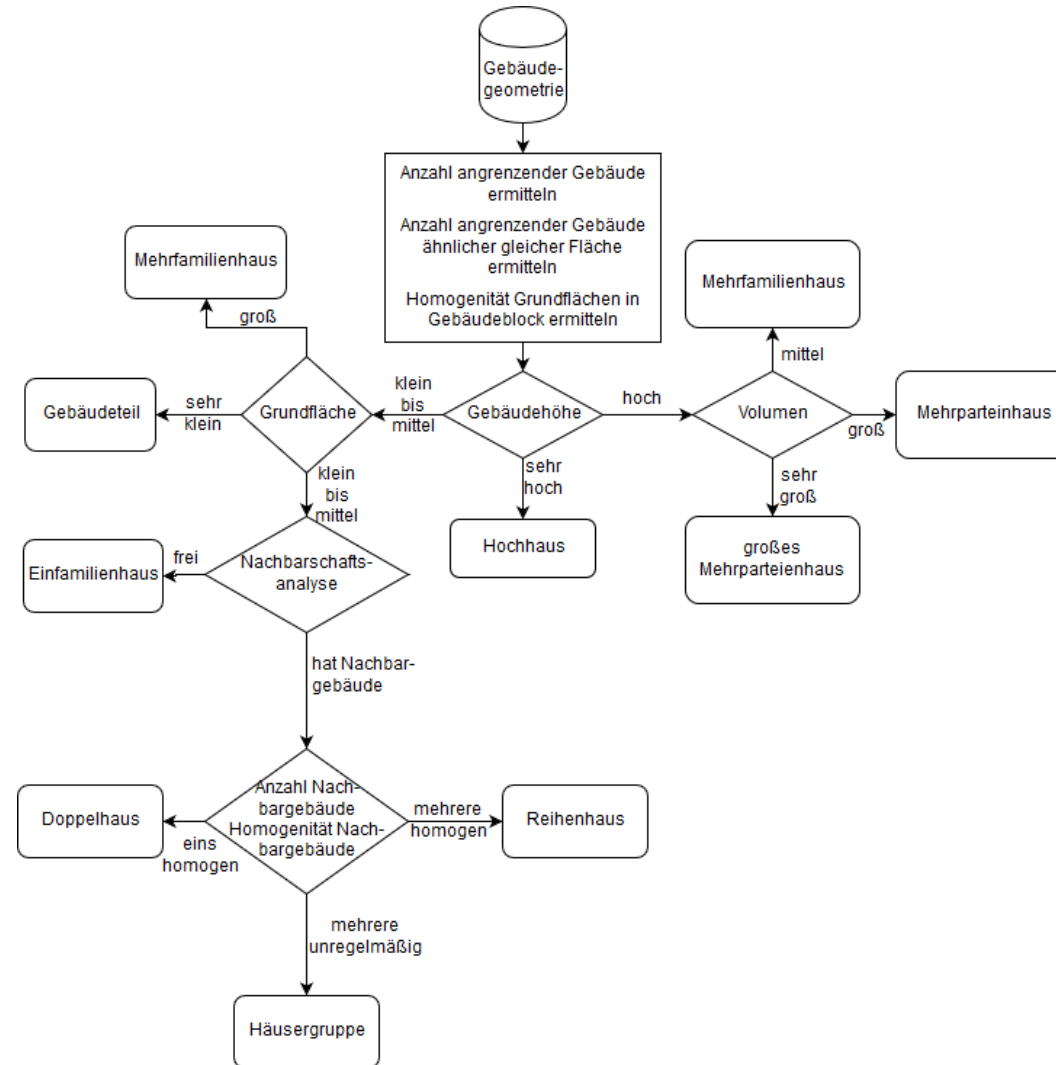 Gebäude-
geometrie
Anzahl angrenzender Gebäude
ermitteln
Anzahl angrenzender Gebäude
ähnlicher gleicher Fläche
ermitteln
Homogenität Grundflächen in
Gebäudeblock ermitteln
Mehrfamilienhaus
groß
Mehrfamilienhaus
mittel
Gebäudeteil
sehr
klein
Grundfläche
klein
bis
mittel
Gebäudehöhe
hoch
Volumen
groß
Mehrparteinhaus
klein
bis
mittel
sehr
hoch
sehr
groß
Einfamilienhaus
frei
Nachbarschafts-
analyse
Hochhaus
großes
Mehrparteienhaus
hat Nachbar-
gebäude
Doppelhaus
eins
homogen
Anzahl Nach-
bargebäude
Homogenität Nach-
bargebäude
mehrere
homogen
Reihenhaus
mehrere
unregelmäßig
Häusergruppe